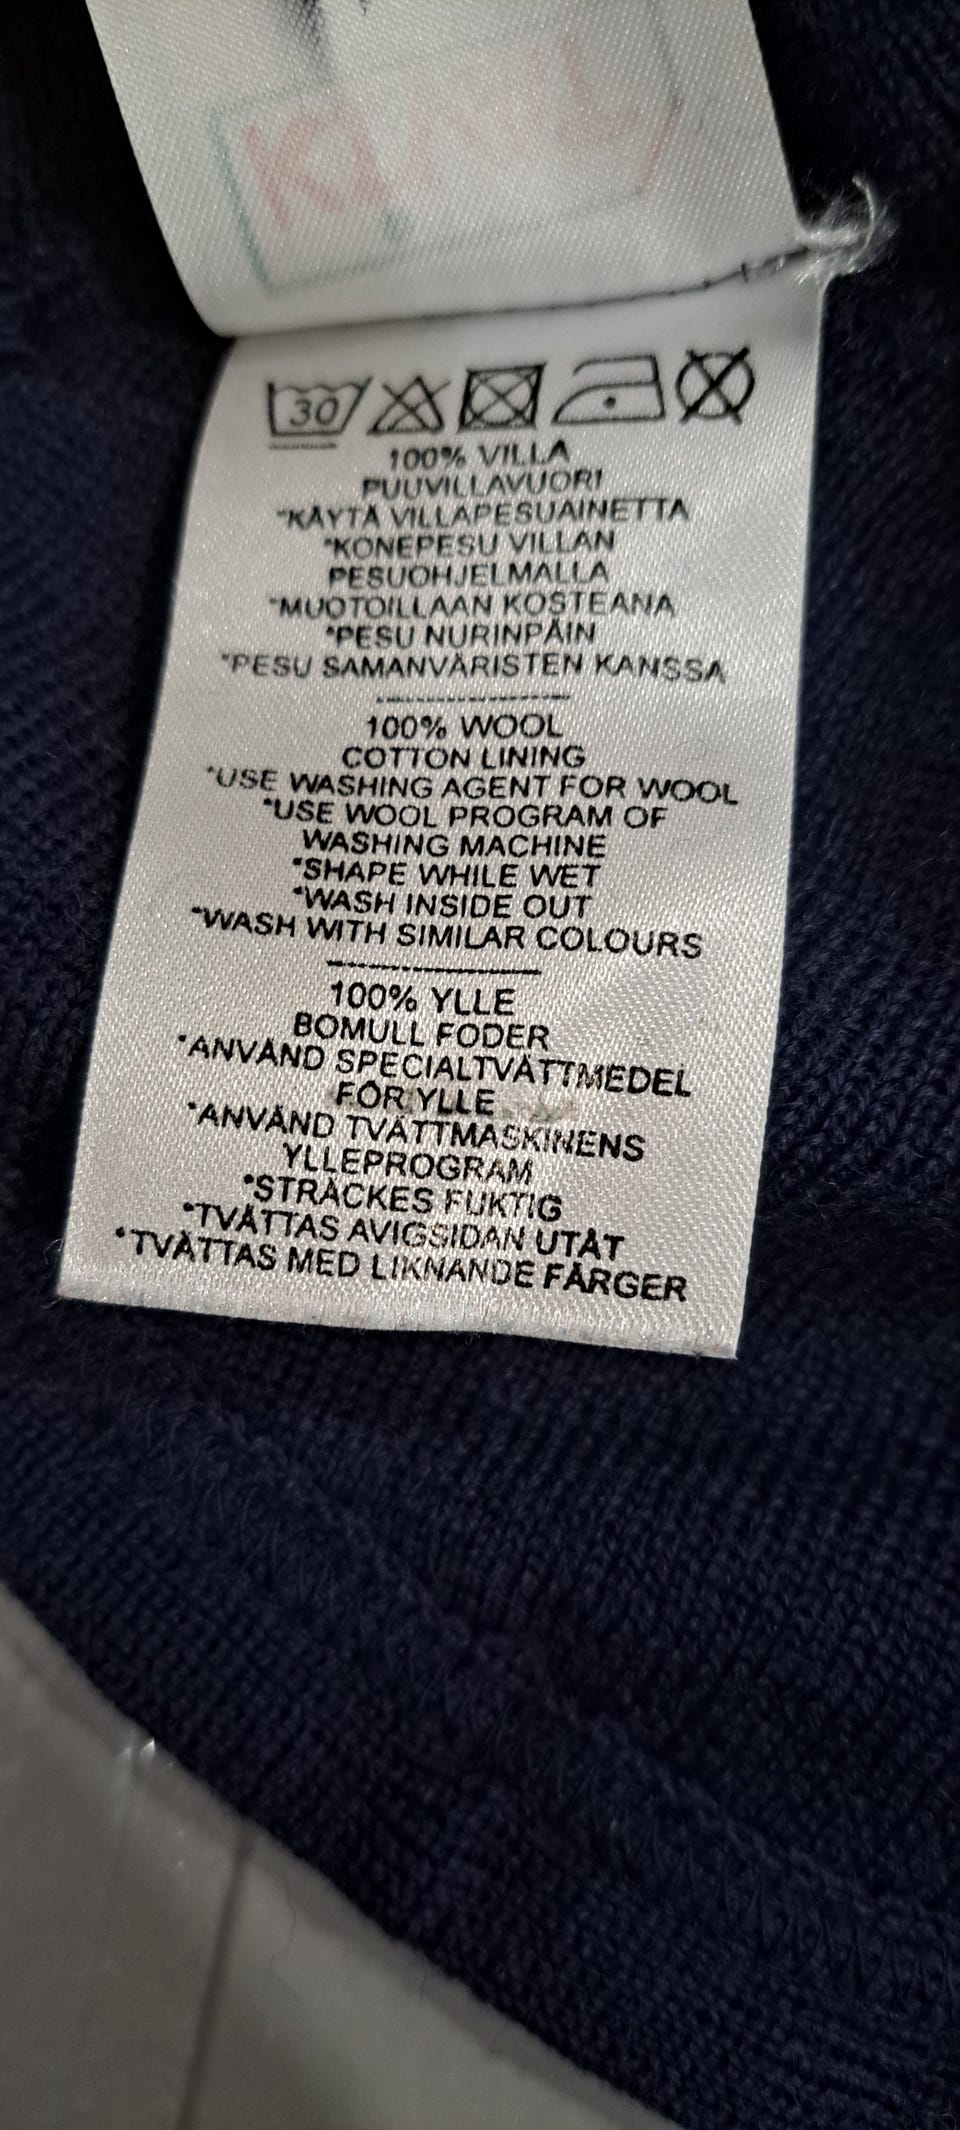 30
100% VILLA
PUUVILLAVUORI
*KÄYTÄ VILLAPESUAINETTA
*KONEPESU VILLAN
PESUOHJELMALLA
*MUOTOILLAAN KOSTEANA
*PESU NURINPÄIN
*PESU SAMANVÄRISTEN KANSSA
--------------------
100% WOOL
COTTON LINING
*USE WASHING AGENT FOR WOOL
*USE WOOL PROGRAM OF
WASHING MACHINE
*SHAPE WHILE WET
*WASH INSIDE OUT
*WASH WITH SIMILAR COLOURS
--------------------
100% YLLE
BOMULL FODER
*ANVÄND SPECIALTVÄTTMEDEL
FÖR YLLE
*ANVÄND TVÄTTMASKINENS
YLLEPROGRAM
*STRÄCKES FUKTIG
*TVÄTTAS AVIGSIDAN UTÅT
*TVÄTTAS MED LIKNANDE FÄRGER